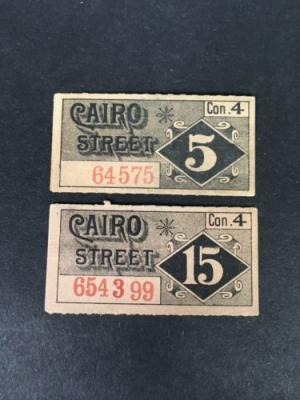 CAIRO
STREET
Con. 4
5
64575
CAIRO
STREET
Con. 4
15
654399